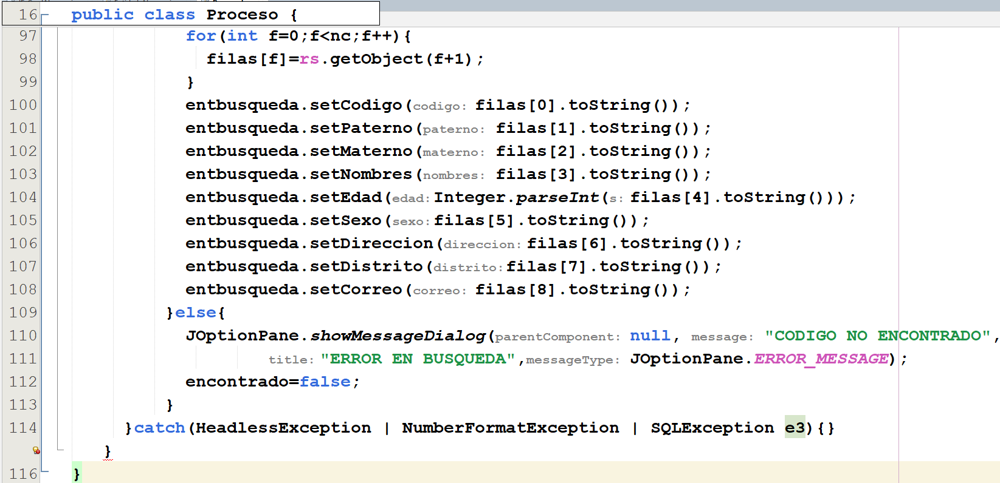 16 public class Proceso {
97 for(int f=0;f<nc;f++){
98 filas[f]=rs.getObject(f+1);
99 }
100 entbusqueda.setCodigo(codigo: filas[0].toString());
101 entbusqueda.setPaterno(paterno: filas[1].toString());
102 entbusqueda.setMaterno(materno: filas[2].toString());
103 entbusqueda.setNombres(nombres: filas[3].toString());
104 entbusqueda.setEdad(edad:Integer.parseInt(s: filas[4].toString()));
105 entbusqueda.setSexo(sexo:filas[5].toString());
106 entbusqueda.setDireccion(direccion: filas[6].toString());
107 entbusqueda.setDistrito(distrito:filas[7].toString());
108 entbusqueda.setCorreo(correo: filas[8].toString());
109 }else{
110 JOptionPane.showMessageDialog(parentComponent: null, message: "CODIGO NO ENCONTRADO",
111 title: "ERROR EN BUSQUEDA",messageType: JOptionPane.ERROR_MESSAGE);
112 encontrado=false;
113 }
114 }catch(HeadlessException | NumberFormatException | SQLException e3){}
}
116 }